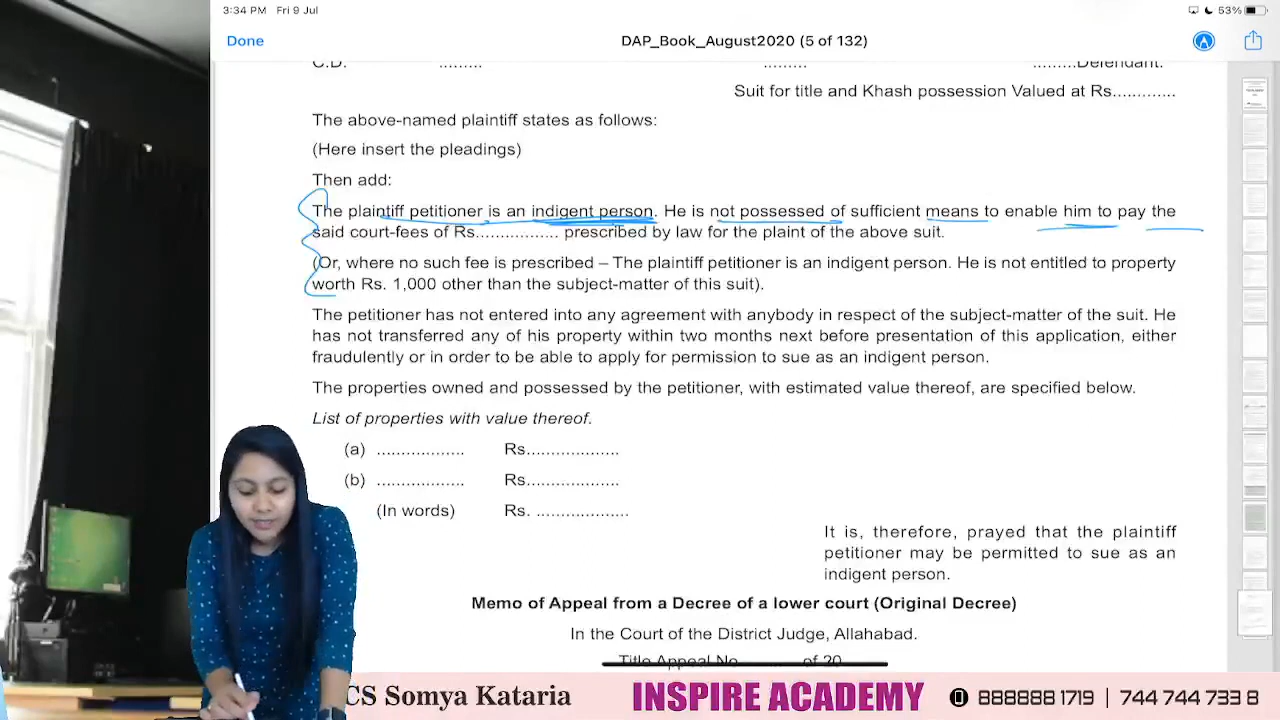 3:34 PM Fri 9 Jul
53%
Done
DAP_Book_August2020 (5 of 132)
C.D. ......... ......... .........Defendant.
Suit for title and Khash possession Valued at Rs.............
The above-named plaintiff states as follows:
(Here insert the pleadings)
Then add:
The plaintiff petitioner is an indigent person. He is not possessed of sufficient means to enable him to pay the
said court-fees of Rs................. prescribed by law for the plaint of the above suit.
(Or, where no such fee is prescribed – The plaintiff petitioner is an indigent person. He is not entitled to property
worth Rs. 1,000 other than the subject-matter of this suit).
The petitioner has not entered into any agreement with anybody in respect of the subject-matter of the suit. He
has not transferred any of his property within two months next before presentation of this application, either
fraudulently or in order to be able to apply for permission to sue as an indigent person.
The properties owned and possessed by the petitioner, with estimated value thereof, are specified below.
List of properties with value thereof.
(a) .................. Rs...................
(b) .................. Rs...................
(In words) Rs. ...................
It is, therefore, prayed that the plaintiff
petitioner may be permitted to sue as an
indigent person.
Memo of Appeal from a Decree of a lower court (Original Decree)
In the Court of the District Judge, Allahabad.
Title Appeal No.......... of 20
CS Somya Kataria INSPIRE ACADEMY 888888 1719 | 744 744 733 8